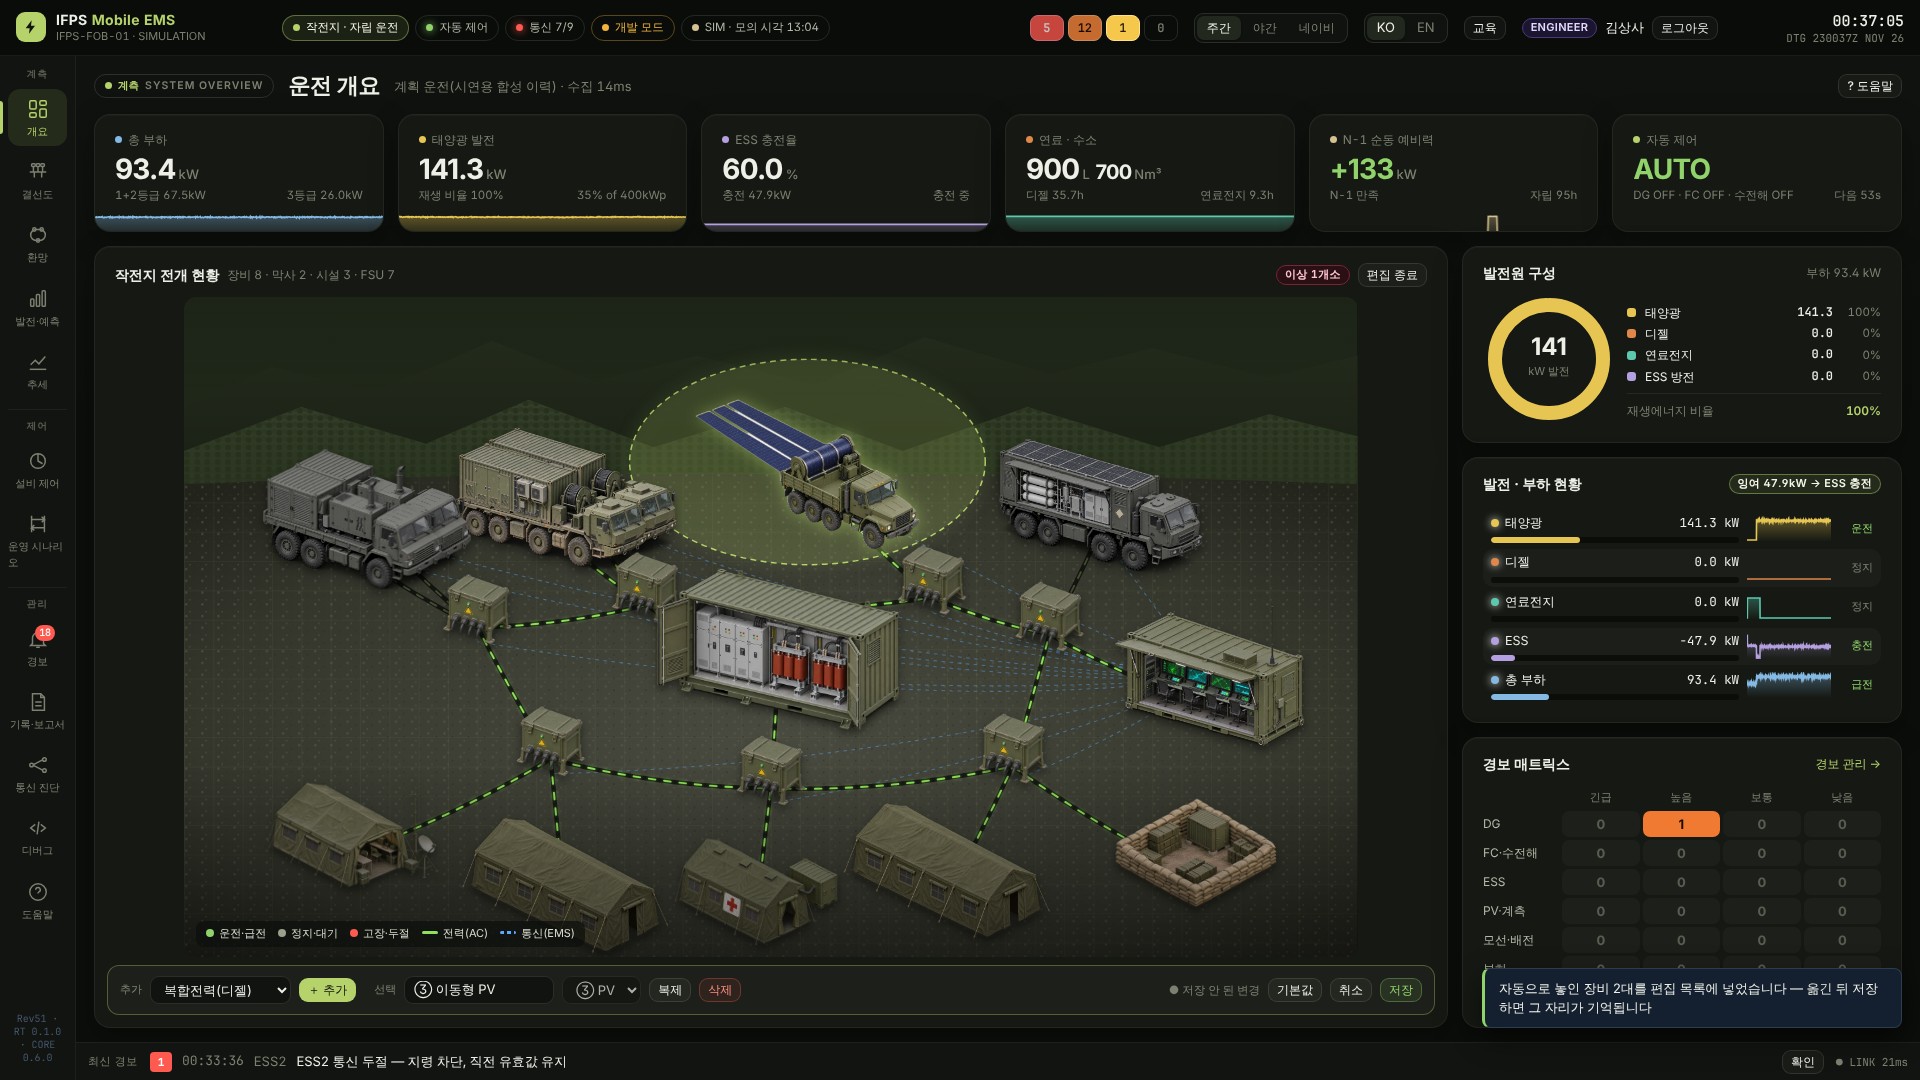 IFPS Mobile EMS
IFPS-FOB-01 · SIMULATION
작전지 · 자립 운전
자동 제어
통신 7/9
개발 모드
SIM · 모의 시각 13:04
5
12
1
0
주간
야간
네이비
KO
EN
교육
ENGINEER
김상사
로그아웃
00:37:05
DTG 230037Z NOV 26
계측
개요
결선도
환망
발전·예측
추세
제어
설비 제어
운영 시나리오
관리
18
경보
기록·보고서
통신 진단
디버그
도움말
RevS1 · RT 0.1.0 · CORE 0.6.0
계측 SYSTEM OVERVIEW
운전 개요
계획 운전(시연용 합성 이력) · 수집 14ms
? 도움말
총 부하
93.4 kW
1+2등급 67.5kW
3등급 26.0kW
태양광 발전
141.3 kW
재생 비율 100%
35% of 400kWp
ESS 충전율
60.0 %
충전 47.9kW
충전 중
연료 · 수소
900 L 700 Nm³
디젤 35.7h
연료전지 9.3h
N-1 순동 예비력
+133 kW
N-1 만족
자립 95h
자동 제어
AUTO
DG OFF · FC OFF · 수전해 OFF
다음 53s
작전지 전개 현황
장비 8 · 막사 2 · 시설 3 · FSU 7
이상 1개소
편집 종료
운전·급전
정지·대기
고장·두절
전력(AC)
통신(EMS)
추가
복합전력(디젤)
+ 추가
선택
③ 이동형 PV
③ PV
복제
삭제
저장 안 된 변경
기본값
취소
저장
발전원 구성
부하 93.4 kW
141
kW 발전
태양광 141.3 100%
디젤 0.0 0%
연료전지 0.0 0%
ESS 방전 0.0 0%
재생에너지 비율 100%
발전 · 부하 현황
잉여 47.9kW → ESS 충전
태양광 141.3 kW 운전
디젤 0.0 kW 정지
연료전지 0.0 kW 정지
ESS -47.9 kW 충전
총 부하 93.4 kW 급전
경보 매트릭스
경보 관리 →
긴급 높음 보통 낮음
DG 0 1 0 0
FC·수전해 0 0 0 0
ESS 0 0 0 0
PV·계측 0 0 0 0
모선·배전 0 0 0 0
자동으로 놓인 장비 2대를 편집 목록에 넣었습니다 — 옮긴 뒤 저장
하면 그 자리가 기억됩니다
최신 경보
1
00:33:36
ESS2
ESS2 통신 두절 — 지령 차단, 직전 유효값 유지
확인
LINK 21ms